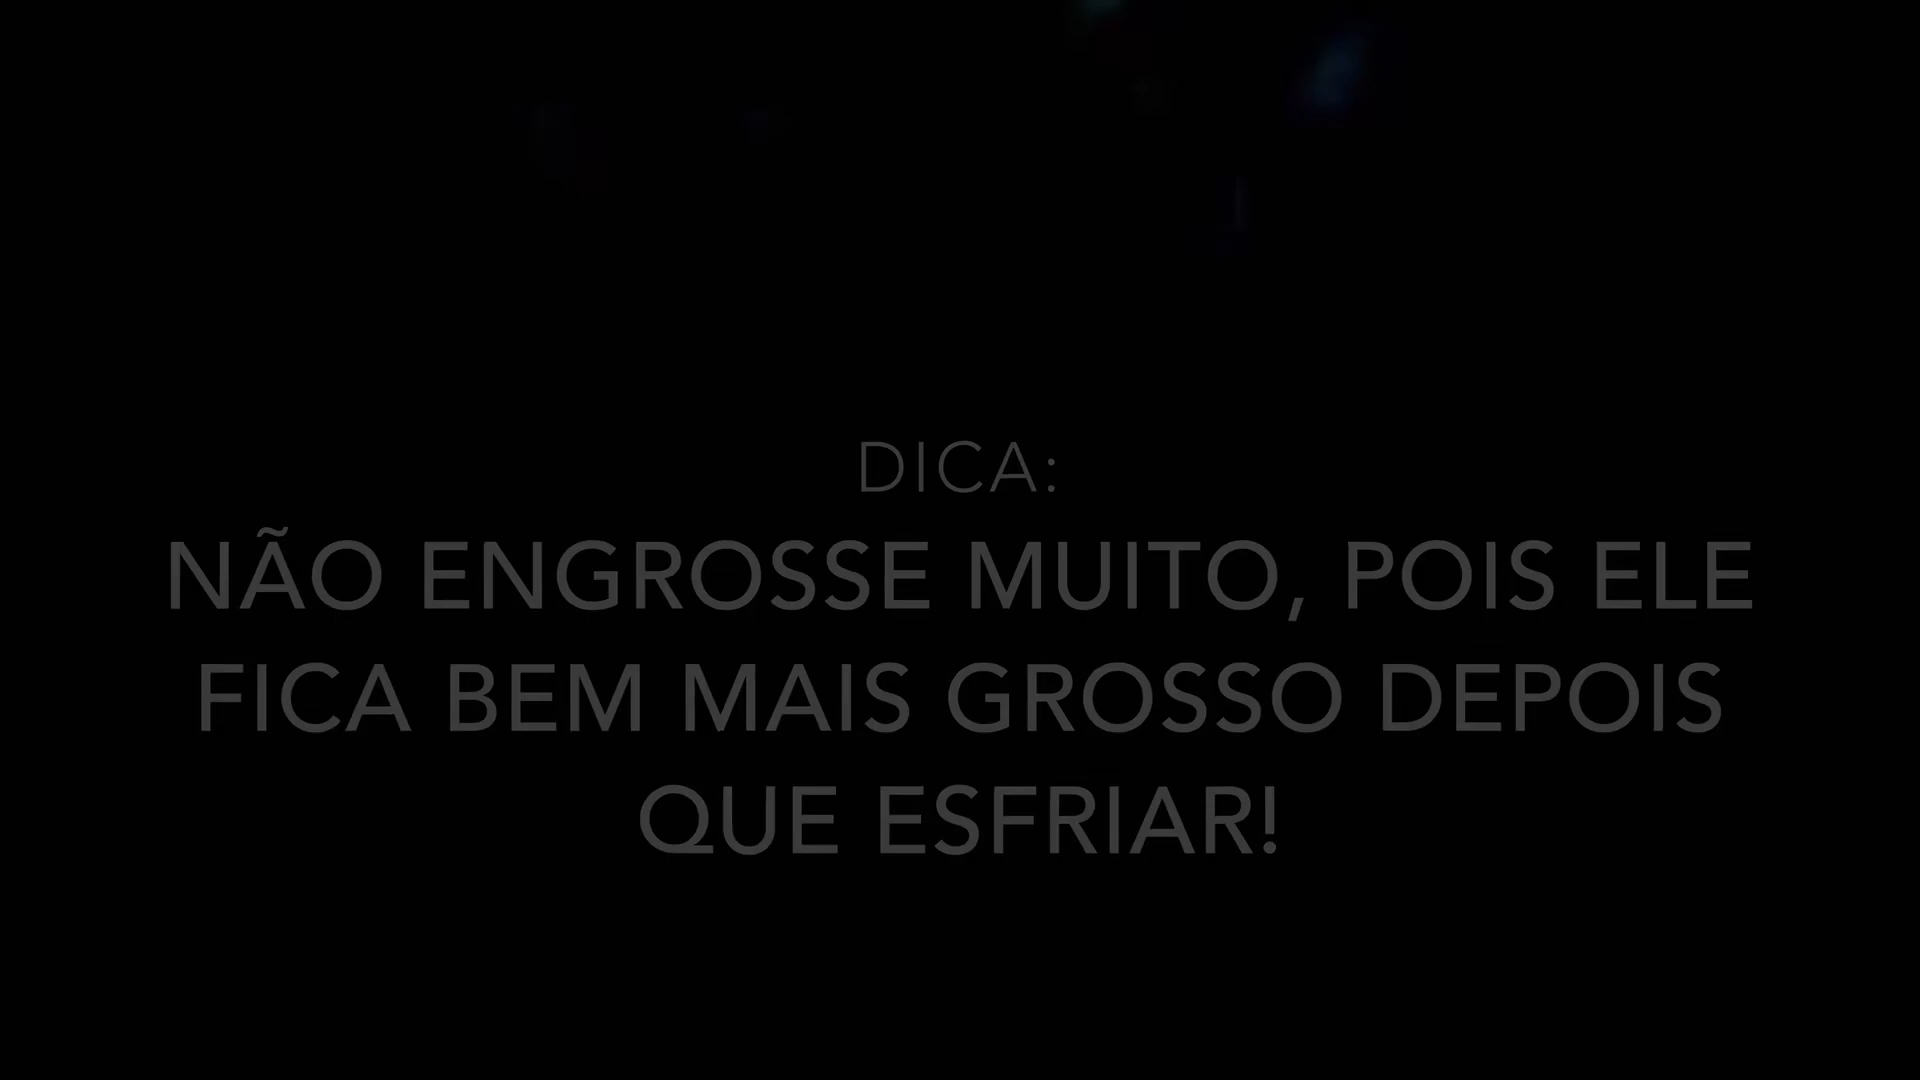 DICA:
NÃO ENGROSSE MUITO, POIS ELE
FICA BEM MAIS GROSSO DEPOIS
QUE ESFRIAR!